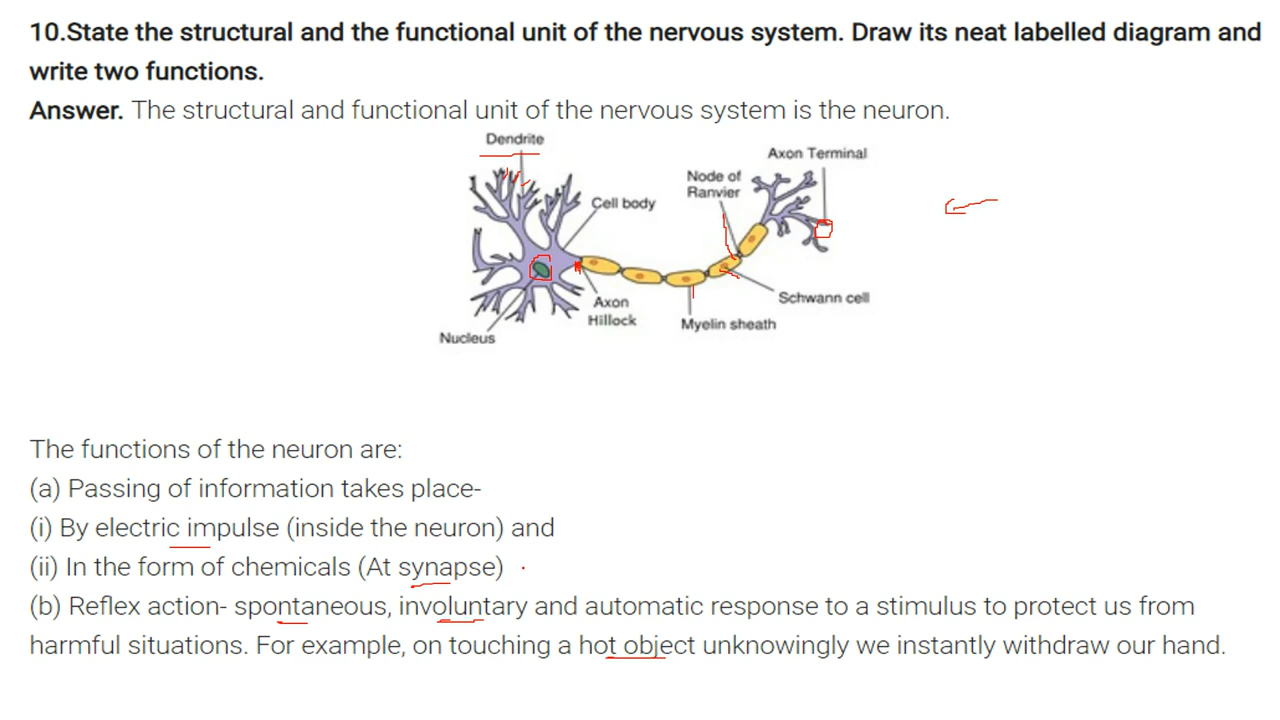 10.State the structural and the functional unit of the nervous system. Draw its neat labelled diagram and
write two functions.
Answer. The structural and functional unit of the nervous system is the neuron.
Dendrite
Axon Terminal
Node of
Ranvier
Cell body
Axon
Hillock
Schwann cell
Myelin sheath
Nucleus
The functions of the neuron are:
(a) Passing of information takes place-
(i) By electric impulse (inside the neuron) and
(ii) In the form of chemicals (At synapse)
(b) Reflex action- spontaneous, involuntary and automatic response to a stimulus to protect us from
harmful situations. For example, on touching a hot object unknowingly we instantly withdraw our hand.